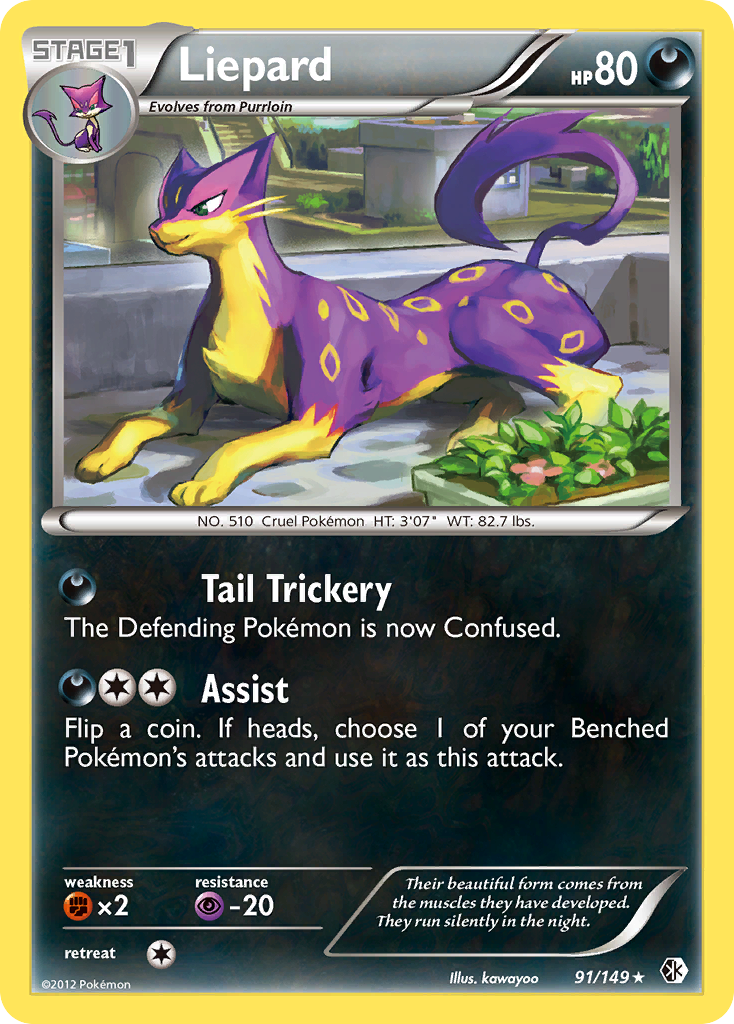 STAGE1
Liepard
HP80
Evolves from Purrloin
NO. 510 Cruel Pokémon HT: 3'07" WT: 82.7 lbs.
Tail Trickery
The Defending Pokémon is now Confused.
Assist
Flip a coin. If heads, choose 1 of your Benched
Pokémon's attacks and use it as this attack.
weakness
×2
resistance
-20
retreat
Their beautiful form comes from
the muscles they have developed.
They run silently in the night.
©2012 Pokémon
Illus. kawayoo
91/149 ★